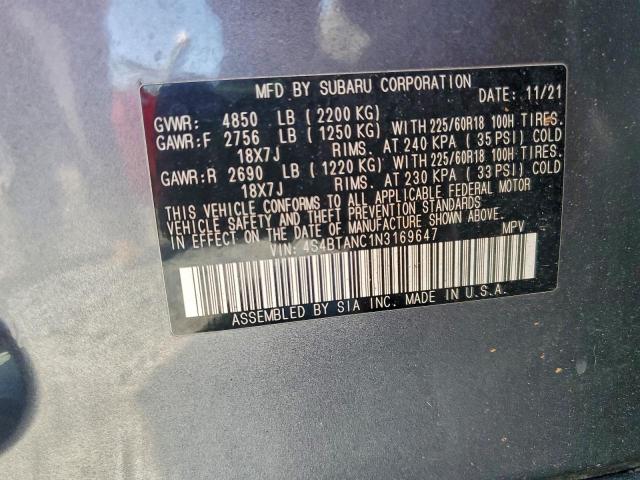 MFD BY SUBARU CORPORATION
DATE: 11/21
GVWR: 4850 LB (2200 KG)
GAWR:F 2756 LB (1250 KG) WITH 225/60R18 100H TIRES.
18X7J RIMS. AT 240 KPA (35 PSI) COLD
GAWR:R 2690 LB (1220 KG) WITH 225/60R18 100H TIRES.
18X7J RIMS. AT 230 KPA (33 PSI) COLD
THIS VEHICLE CONFORMS TO ALL APPLICABLE FEDERAL MOTOR
VEHICLE SAFETY AND THEFT PREVENTION STANDARDS
IN EFFECT ON THE DATE OF MANUFACTURE SHOWN ABOVE.
VIN: 4S4BTANC1N3169647 MPV
ASSEMBLED BY SIA INC. MADE IN U.S.A.